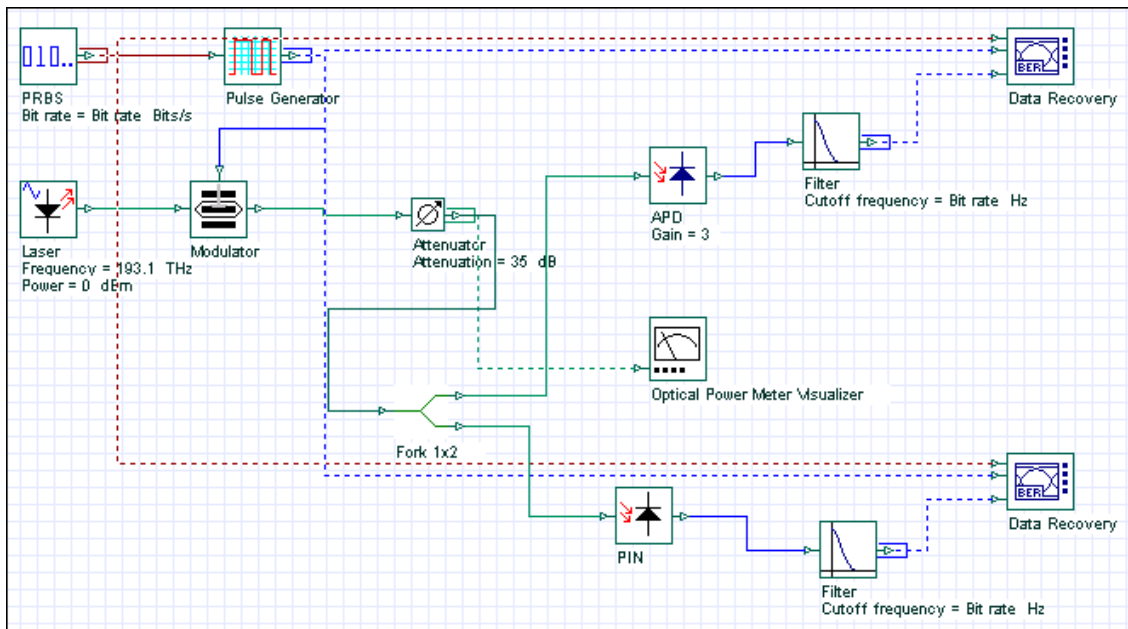 010..
BER
PRBS
Bit rate = Bit rate Bits/s
Pulse Generator
Data Recovery
Filter
Cutoff frequency = Bit rate Hz
APD
Gain = 3
Laser
Frequency = 193.1 THz
Power = 0 dBm
Modulator
Attenuator
Attenuation = 35 dB
Optical Power Meter Visualizer
Fork 1x2
BER
Data Recovery
PIN
Filter
Cutoff frequency = Bit rate Hz